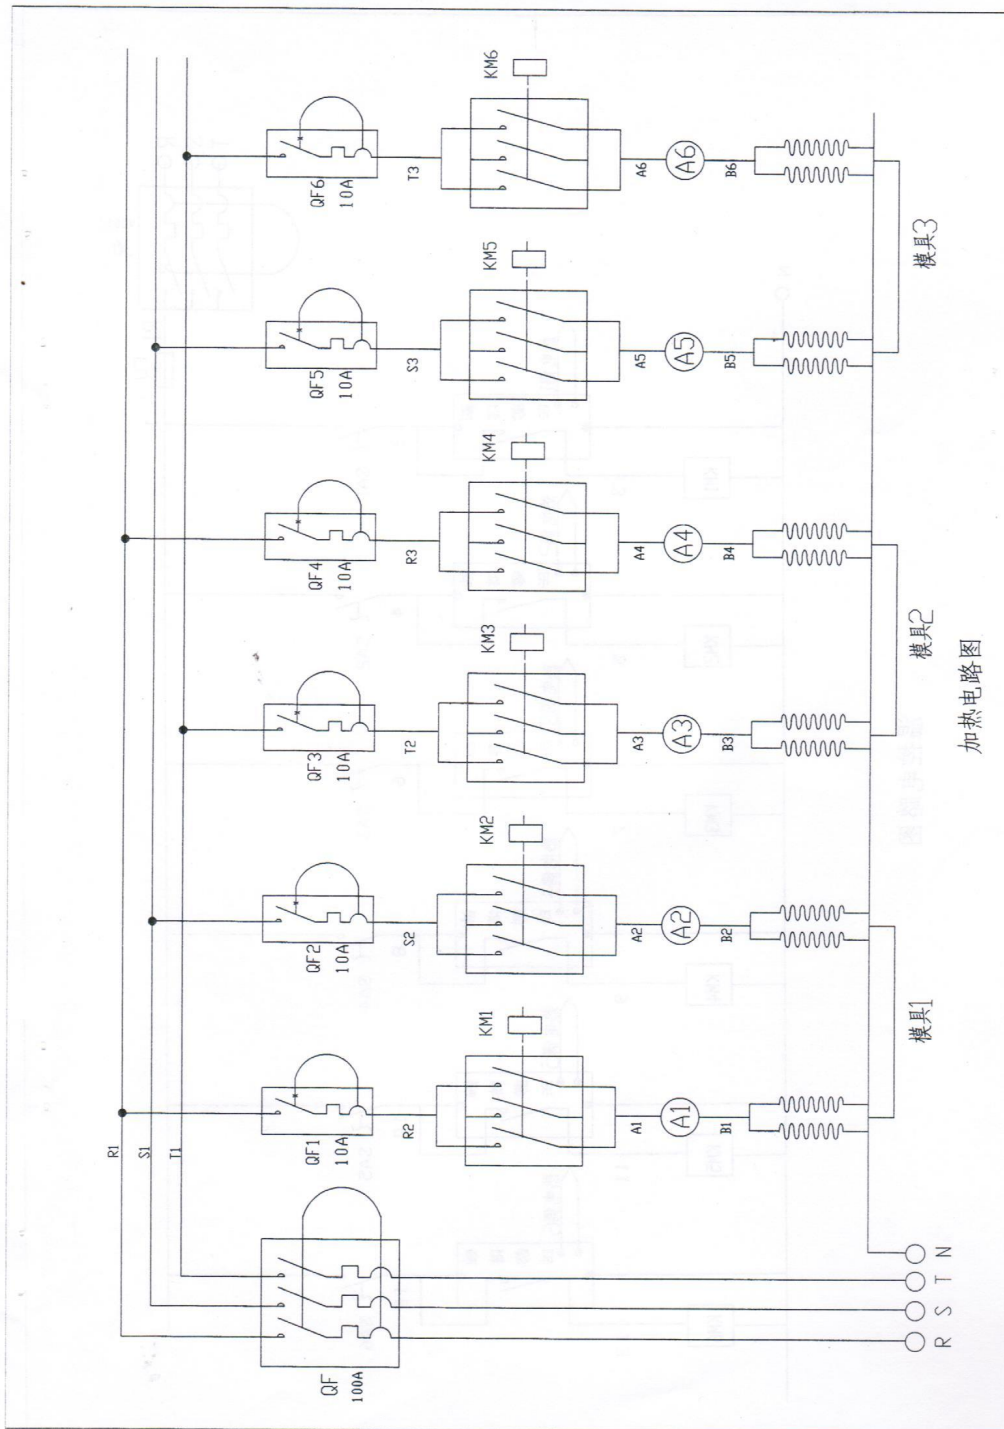 QF
100A
R1
S1
T1
R
S
T
N
QF1
10A
R2
KM1
A1
A1
B1
QF2
10A
S2
KM2
A2
A2
B2
QF3
10A
T2
KM3
A3
A3
B3
QF4
10A
R3
KM4
A4
A4
B4
QF5
10A
S3
KM5
A5
A5
B5
QF6
10A
T3
KM6
A6
A6
B6
模具1
模具2
模具3
加热电路图